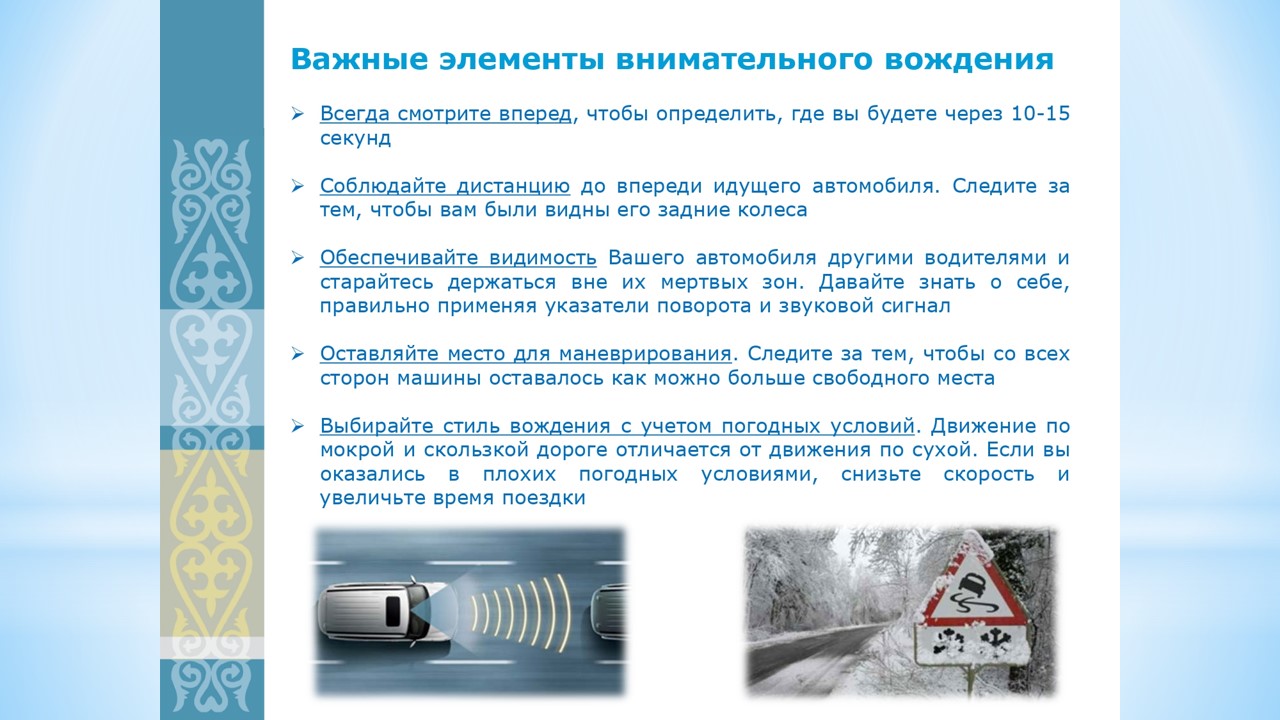 Важные элементы внимательного вождения
Всегда смотрите вперед, чтобы определить, где вы будете через 10-15
секунд
Соблюдайте дистанцию до впереди идущего автомобиля. Следите за
тем, чтобы вам были видны его задние колеса
Обеспечивайте видимость Вашего автомобиля другими водителями и
старайтесь держаться вне их мертвых зон. Давайте знать о себе,
правильно применяя указатели поворота и звуковой сигнал
Оставляйте место для маневрирования. Следите за тем, чтобы со всех
сторон машины оставалось как можно больше свободного места
Выбирайте стиль вождения с учетом погодных условий. Движение по
мокрой и скользкой дороге отличается от движения по сухой. Если вы
оказались в плохих погодных условиями, снизьте скорость и
увеличьте время поездки